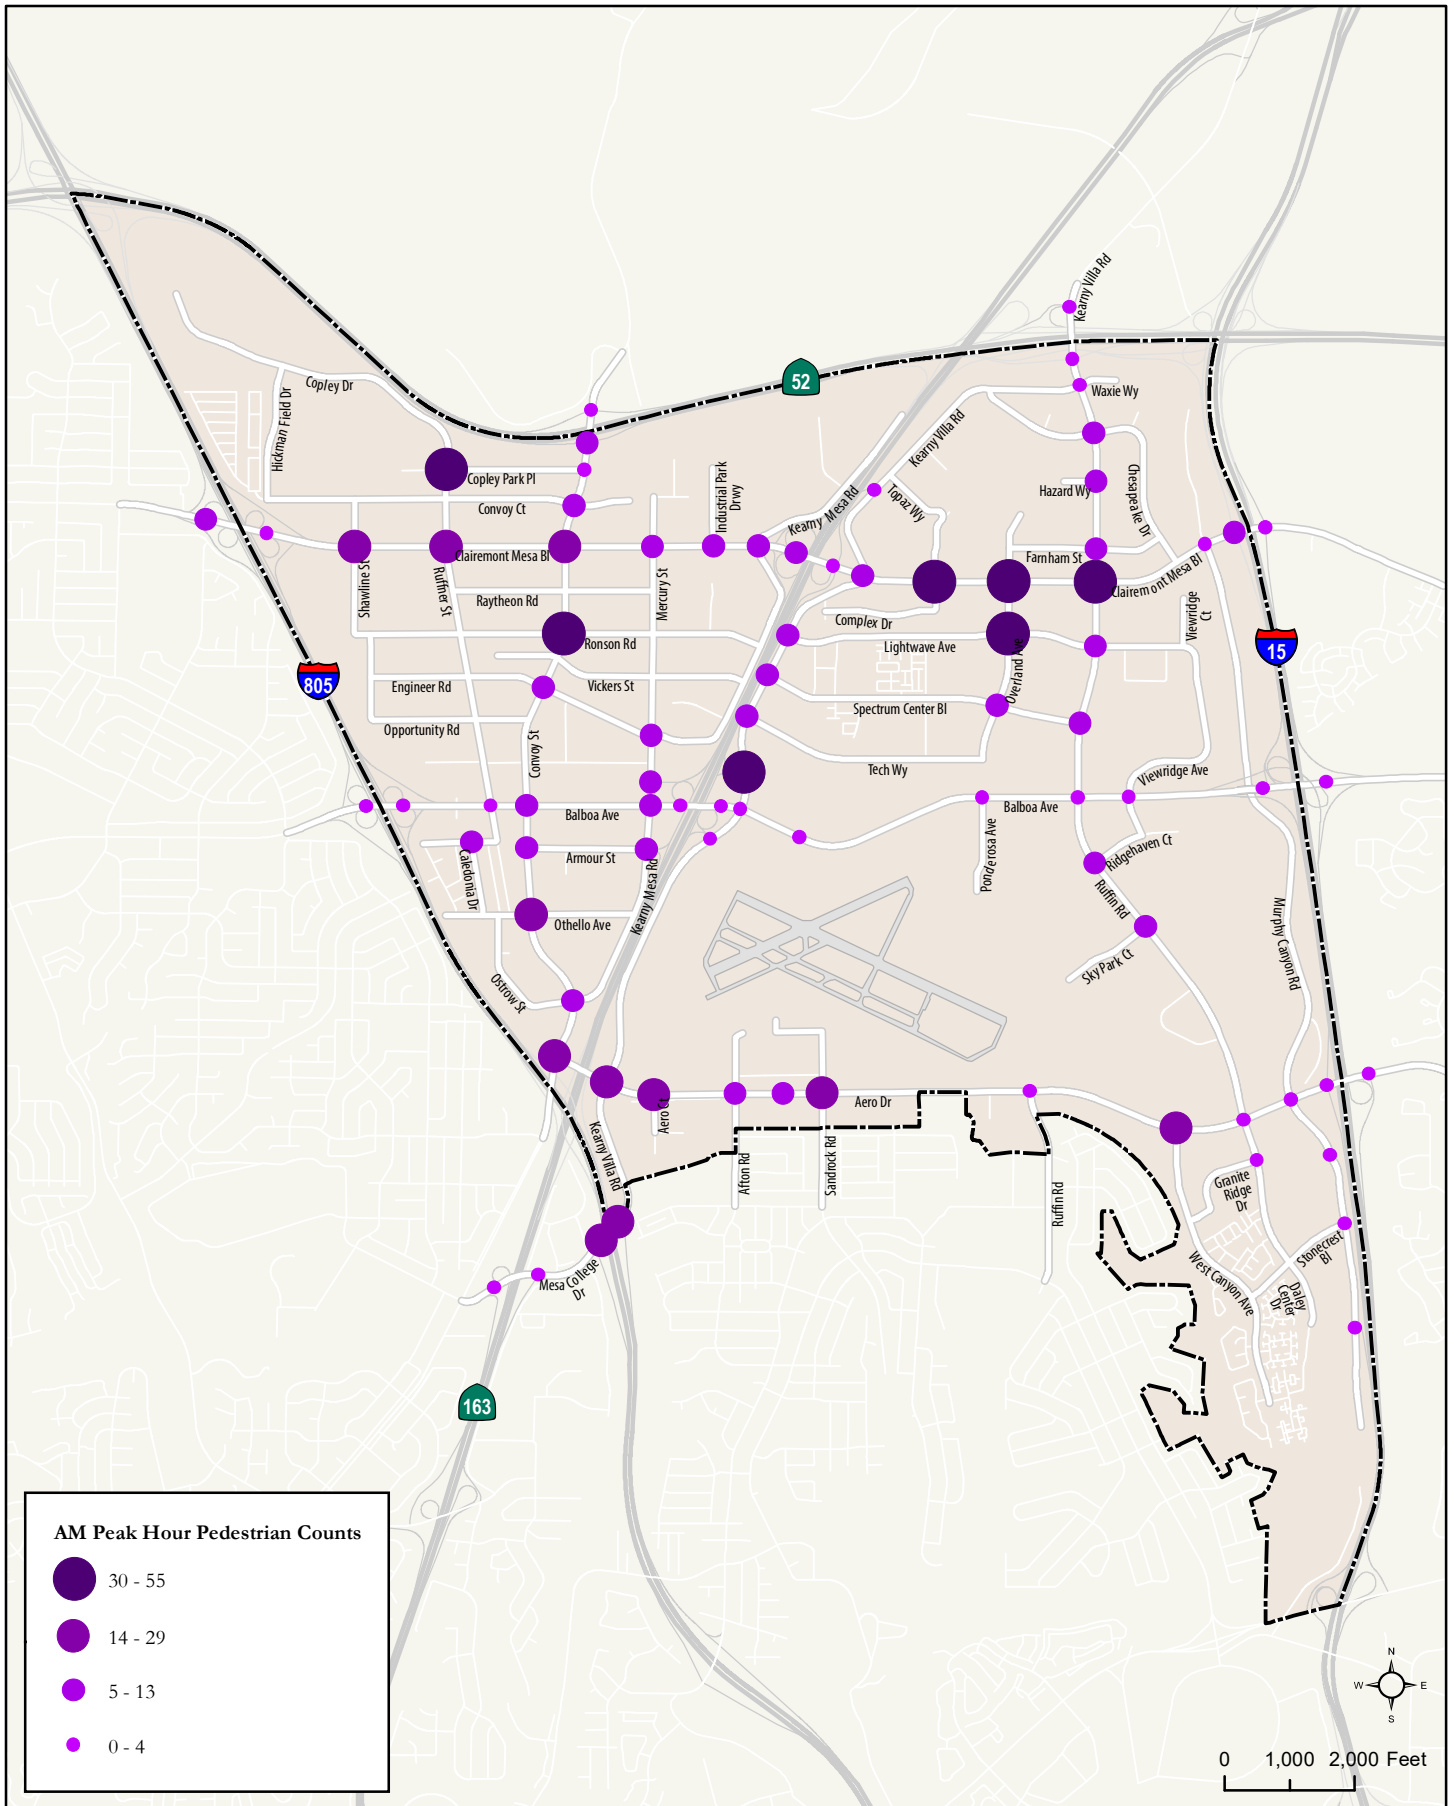 Kearny Villa Rd
52
Waxie Wy
Copley Dr
Hickman Field Dr
Kearny Villa Rd
Copley Park Pl
Convoy Ct
Industrial Park
Drwy
Kearny Mesa Rd
Topaz Wy
Hazard Wy
Chesapeake Dr
Clairemont Mesa Bl
Farnham St
Clairemont Mesa Bl
Shawline St
Ruffner St
Raytheon Rd
Mercury St
Complex Dr
Viewridge
Ct
Ronson Rd
Lightwave Ave
Overland Ave
15
805
Engineer Rd
Vickers St
Spectrum Center Bl
Opportunity Rd
Convoy St
Tech Wy
Viewridge Ave
Balboa Ave
Balboa Ave
Ponderosa Ave
Ridgehaven Ct
Armour St
Caledonia Dr
Kearny Mesa Rd
Ruffin Rd
Othello Ave
Murphy Canyon Rd
Sky Park Ct
Ostrow St
Aero Ct
Aero Dr
Kearny Villa Rd
Afton Rd
Sandrock Rd
Ruffin Rd
Granite
Ridge
Dr
Stonecrest
Bl
West Canyon Ave
Daley
Center
Dr
Mesa College
Dr
163
AM Peak Hour Pedestrian Counts
30 - 55
14 - 29
5 - 13
0 - 4
N
W
E
S
0 1,000 2,000 Feet